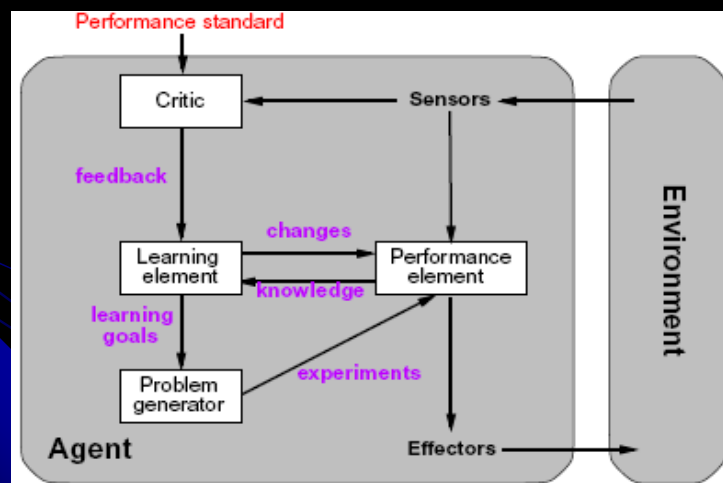 Performance standard
Critic
Sensors
feedback
changes
Learning
element
Performance
element
knowledge
learning
goals
Problem
generator
experiments
Agent
Effectors
Environment